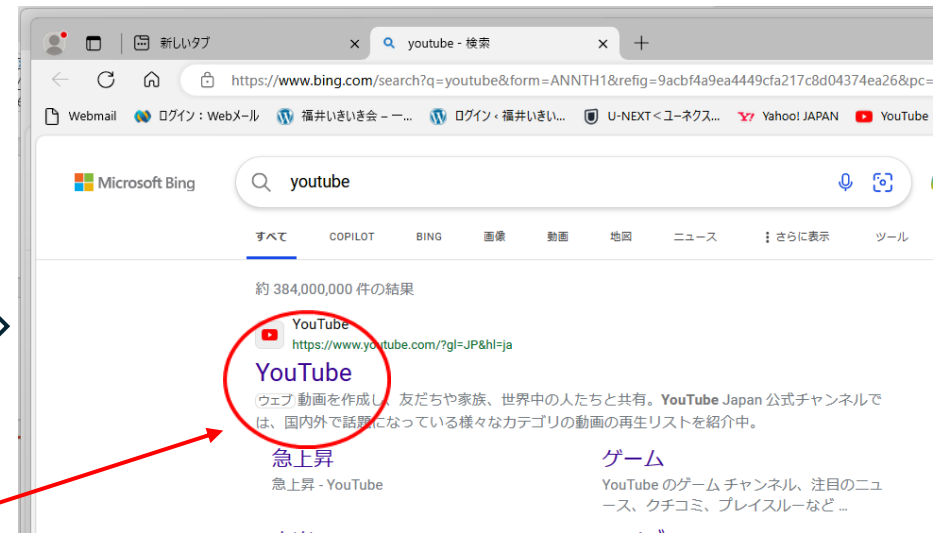 新しいタブ
youtube - 検索
https://www.bing.com/search?q=youtube&form=ANNTH1&refig=9acbf4a9ea4449cfa217c8d04374ea26&pc=
Webmail ログイン : Webメール 福井いきいき会 – 一... ログイン ‹ 福井いきい... U-NEXT<ユーネクス... Yahoo! JAPAN YouTube
Microsoft Bing
youtube
すべて COPILOT BING 画像 動画 地図 ニュース さらに表示 ツール
約 384,000,000 件の結果
YouTube
https://www.youtube.com/?gl=JP&hl=ja
YouTube
ウェブ 動画を作成し、友だちや家族、世界中の人たちと共有。YouTube Japan 公式チャンネルで
は、国内外で話題になっている様々なカテゴリの動画の再生リストを紹介中。
急上昇
急上昇 - YouTube
ゲーム
YouTube のゲーム チャンネル、注目のニュ
ース、クチコミ、プレイスルーなど ...